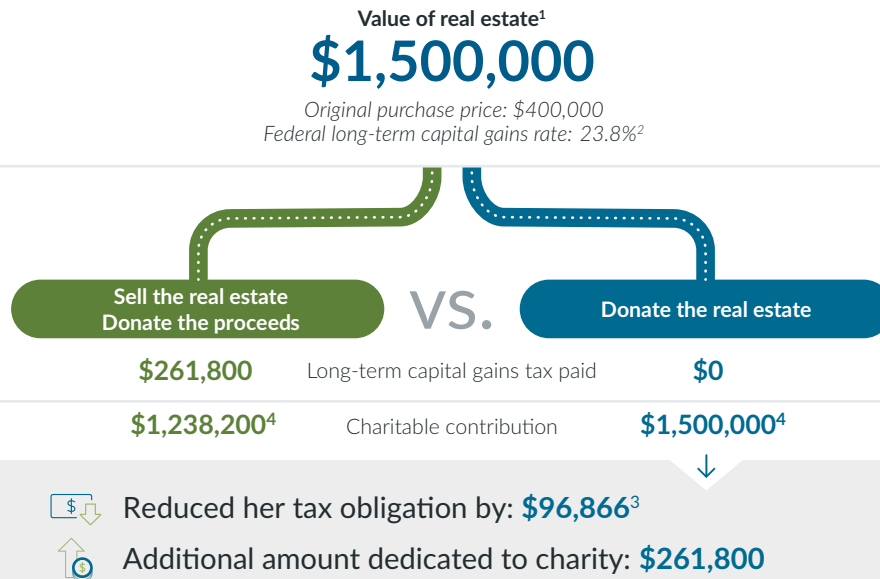 Value of real estate¹
$1,500,000
Original purchase price: $400,000
Federal long-term capital gains rate: 23.8%²
Sell the real estate
Donate the proceeds
vs.
Donate the real estate
$261,800 Long-term capital gains tax paid $0
$1,238,200⁴ Charitable contribution $1,500,000⁴
$ Reduced her tax obligation by: $96,866³
$ Additional amount dedicated to charity: $261,800